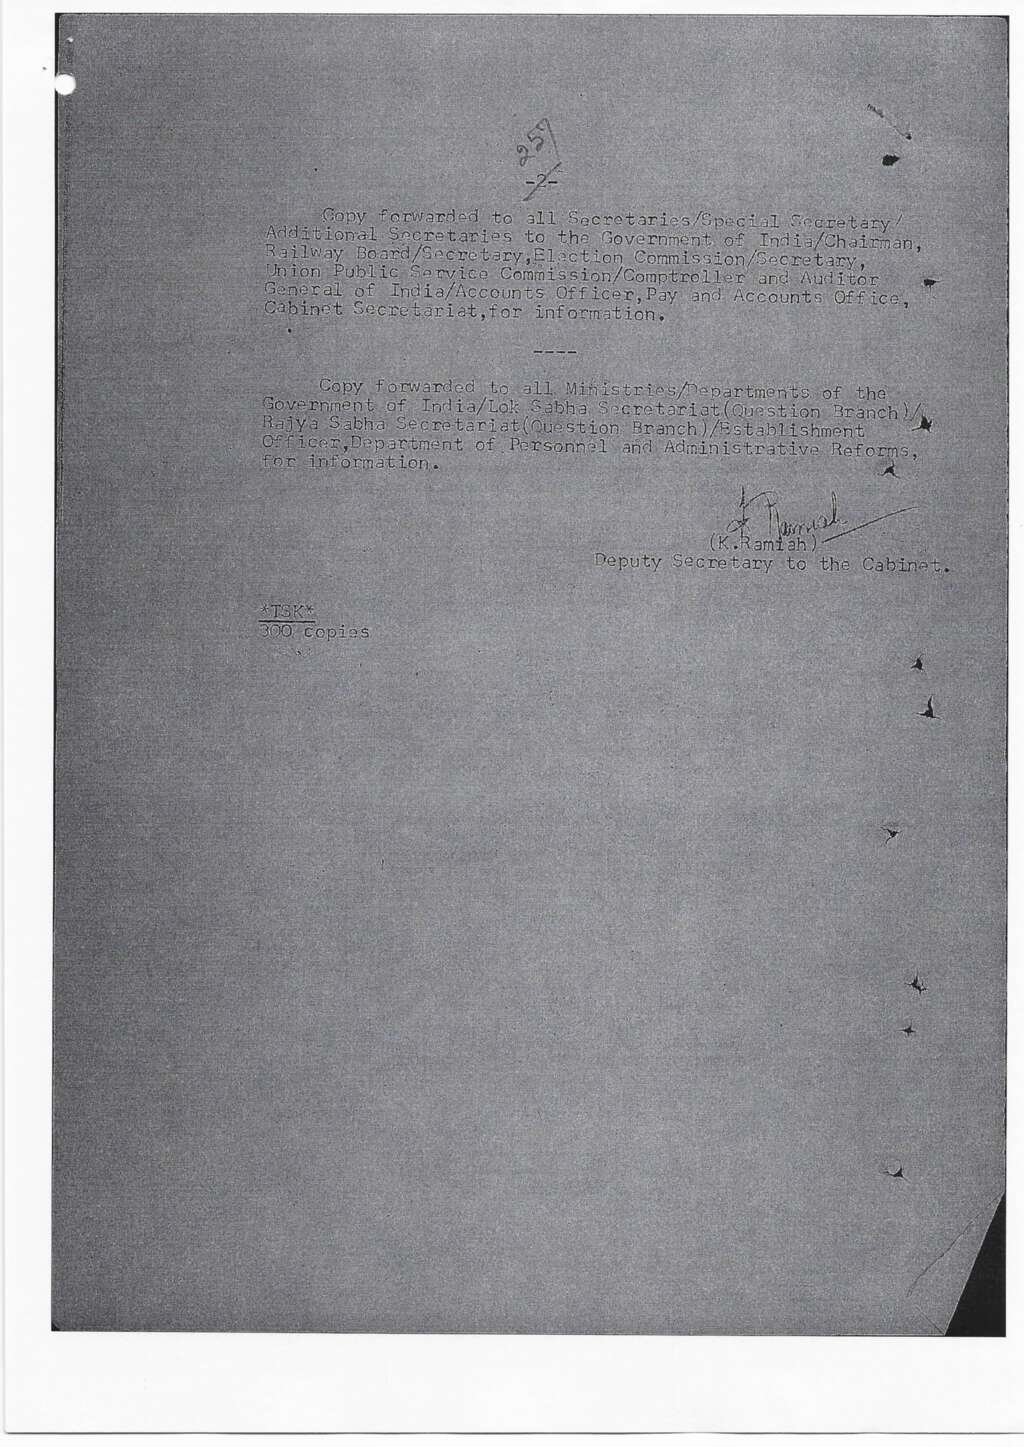 257
-2-
Copy forwarded to all Secretaries/Special Secretary/
Additional Secretaries to the Government of India/Chairman,
Railway Board/Secretary,Election Commission/Secretary,
Union Public Service Commission/Comptroller and Auditor
General of India/Accounts Officer,Pay and Accounts Office,
Cabinet Secretariat,for information.
----
Copy forwarded to all Ministries/Departments of the
Government of India/Lok Sabha Secretariat(Question Branch)/
Rajya Sabha Secretariat(Question Branch)/Establishment
Officer,Department of Personnel and Administrative Reforms,
for information.
K Ramiah
(K.Ramiah)
Deputy Secretary to the Cabinet.
*TSK*
300 copies